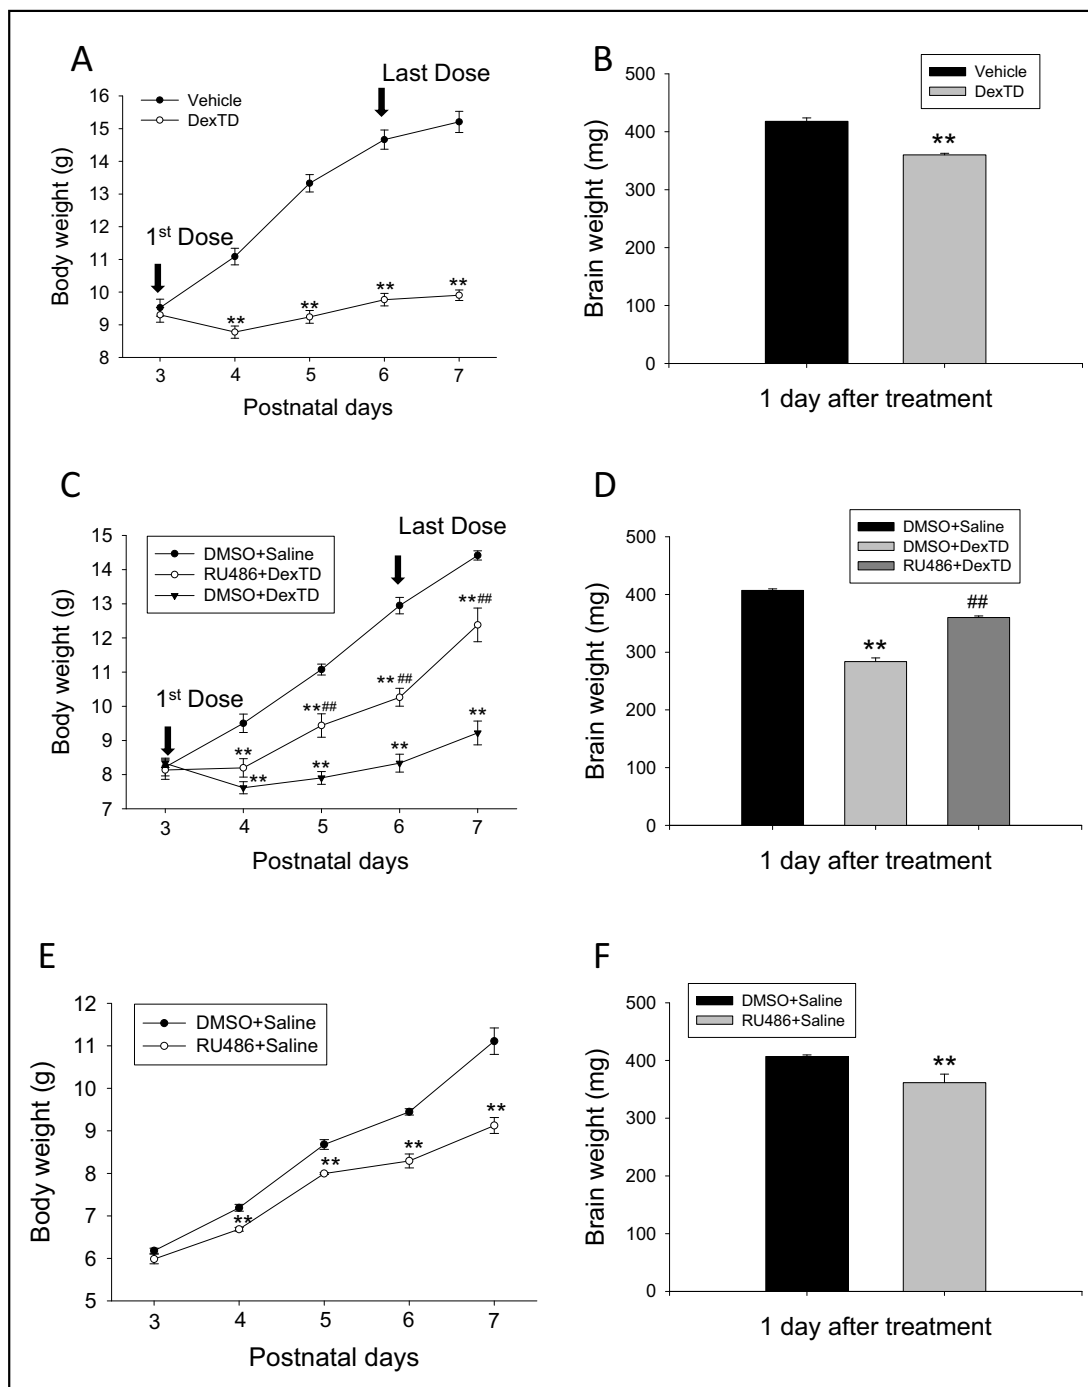 A
Last Dose
Vehicle
DexTD
1st Dose
Body weight (g)
16
15
14
13
12
11
10
9
8
**
**
**
**
3 4 5 6 7
Postnatal days
B
Vehicle
DexTD
Brain weight (mg)
500
400
300
200
100
0
**
1 day after treatment
C
Last Dose
DMSO+Saline
RU486+DexTD
DMSO+DexTD
1st Dose
Body weight (g)
15
14
13
12
11
10
9
8
7
**##
**##
**##
**
**
**
**
**
3 4 5 6 7
Postnatal days
D
DMSO+Saline
DMSO+DexTD
RU486+DexTD
Brain weight (mg)
500
400
300
200
100
0
**
##
1 day after treatment
E
DMSO+Saline
RU486+Saline
Body weight (g)
12
11
10
9
8
7
6
5
**
**
**
**
3 4 5 6 7
Postnatal days
F
DMSO+Saline
RU486+Saline
Brain weight (mg)
500
400
300
200
100
0
**
1 day after treatment